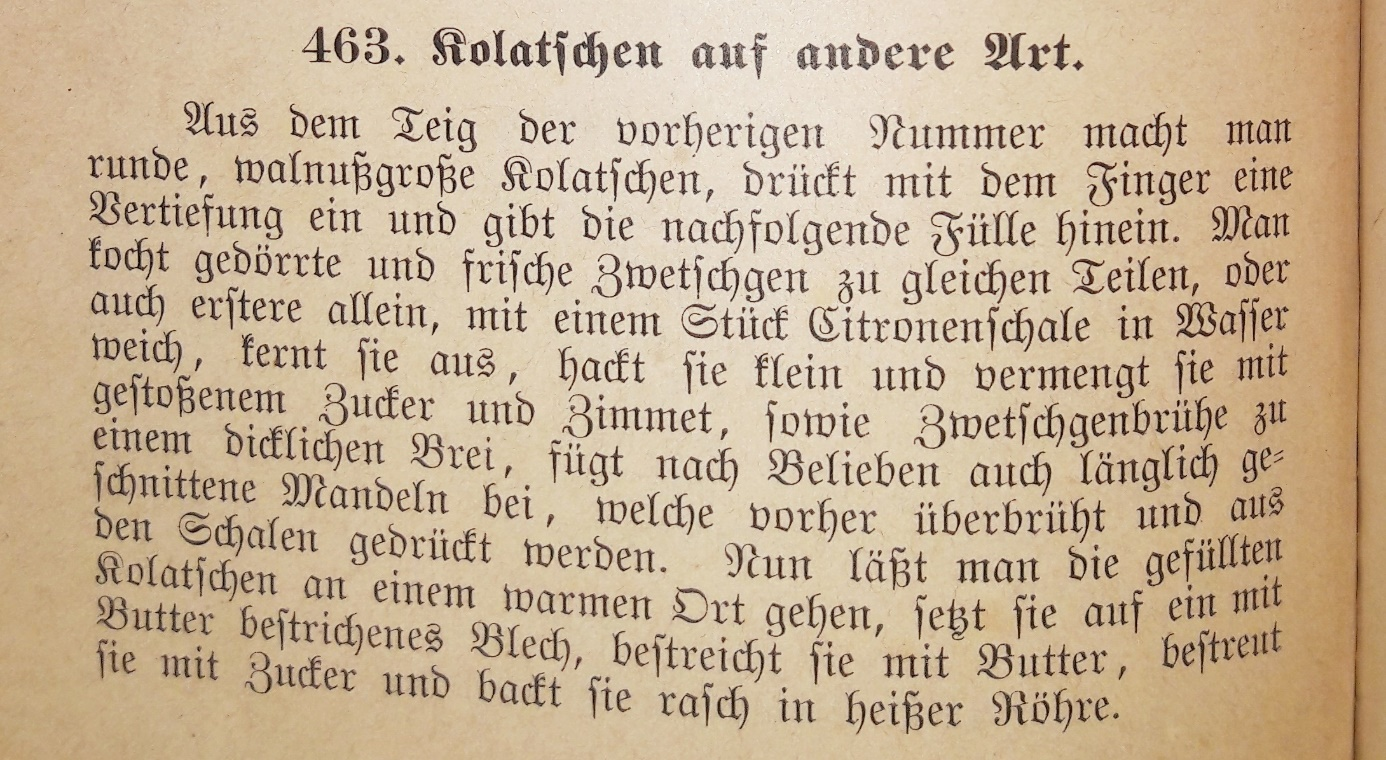 463. Kolatschen auf andere Art.
Aus dem Teig der vorherigen Nummer macht man
runde, walnußgroße Kolatschen, drückt mit dem Finger eine
Vertiefung ein und gibt die nachfolgende Fülle hinein. Man
kocht gedörrte und frische Zwetschgen zu gleichen Teilen, oder
auch erstere allein, mit einem Stück Citronenschale in Wasser
weich, kernt sie aus, hackt sie klein und vermengt sie mit
gestoßenem Zucker und Zimmet, sowie Zwetschgenbrühe zu
einem dicklichen Brei, fügt nach Belieben auch länglich ge-
schnittene Mandeln bei, welche vorher überbrüht und aus
den Schalen gedrückt werden. Nun läßt man die gefüllten
Kolatschen an einem warmen Ort gehen, setzt sie auf ein mit
Butter bestrichenes Blech, bestreicht sie mit Butter, bestreut
sie mit Zucker und backt sie rasch in heißer Röhre.